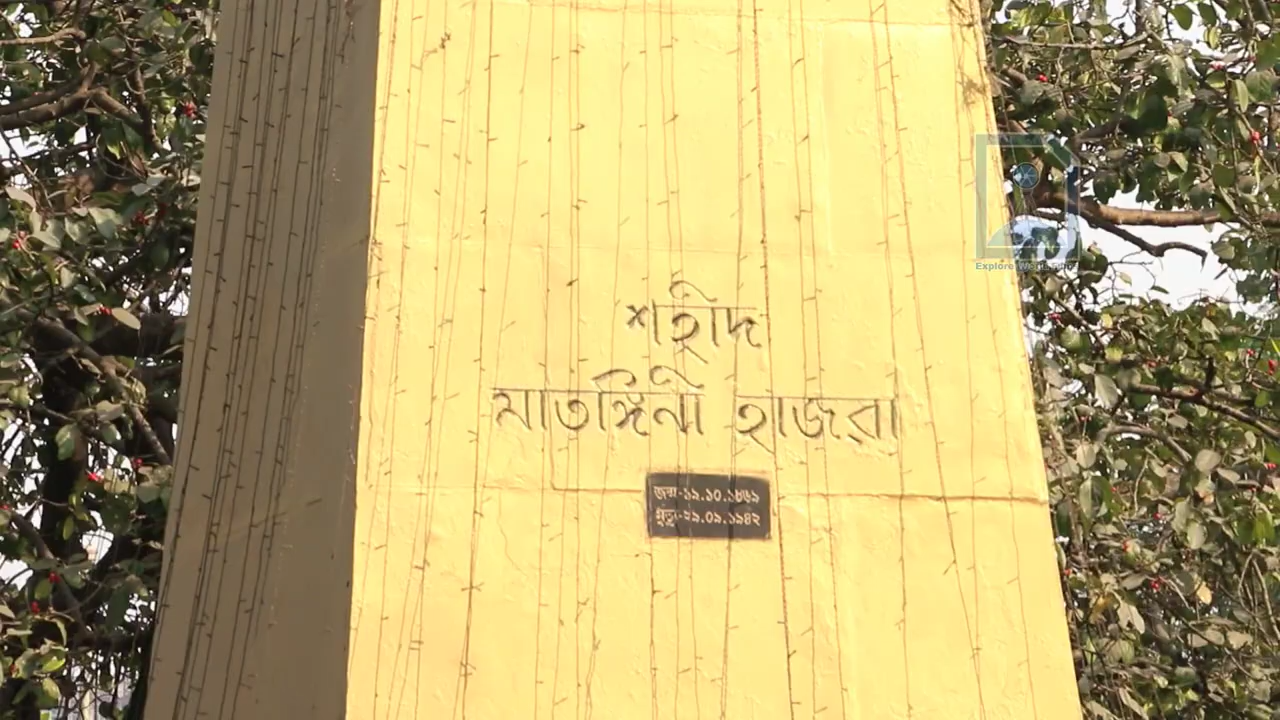 শহীদ
মাতঙ্গিনী হাজরা
জন্ম-১৯.১০.১৮৬৯
মৃত্যু-২৯.০৯.১৯৪২